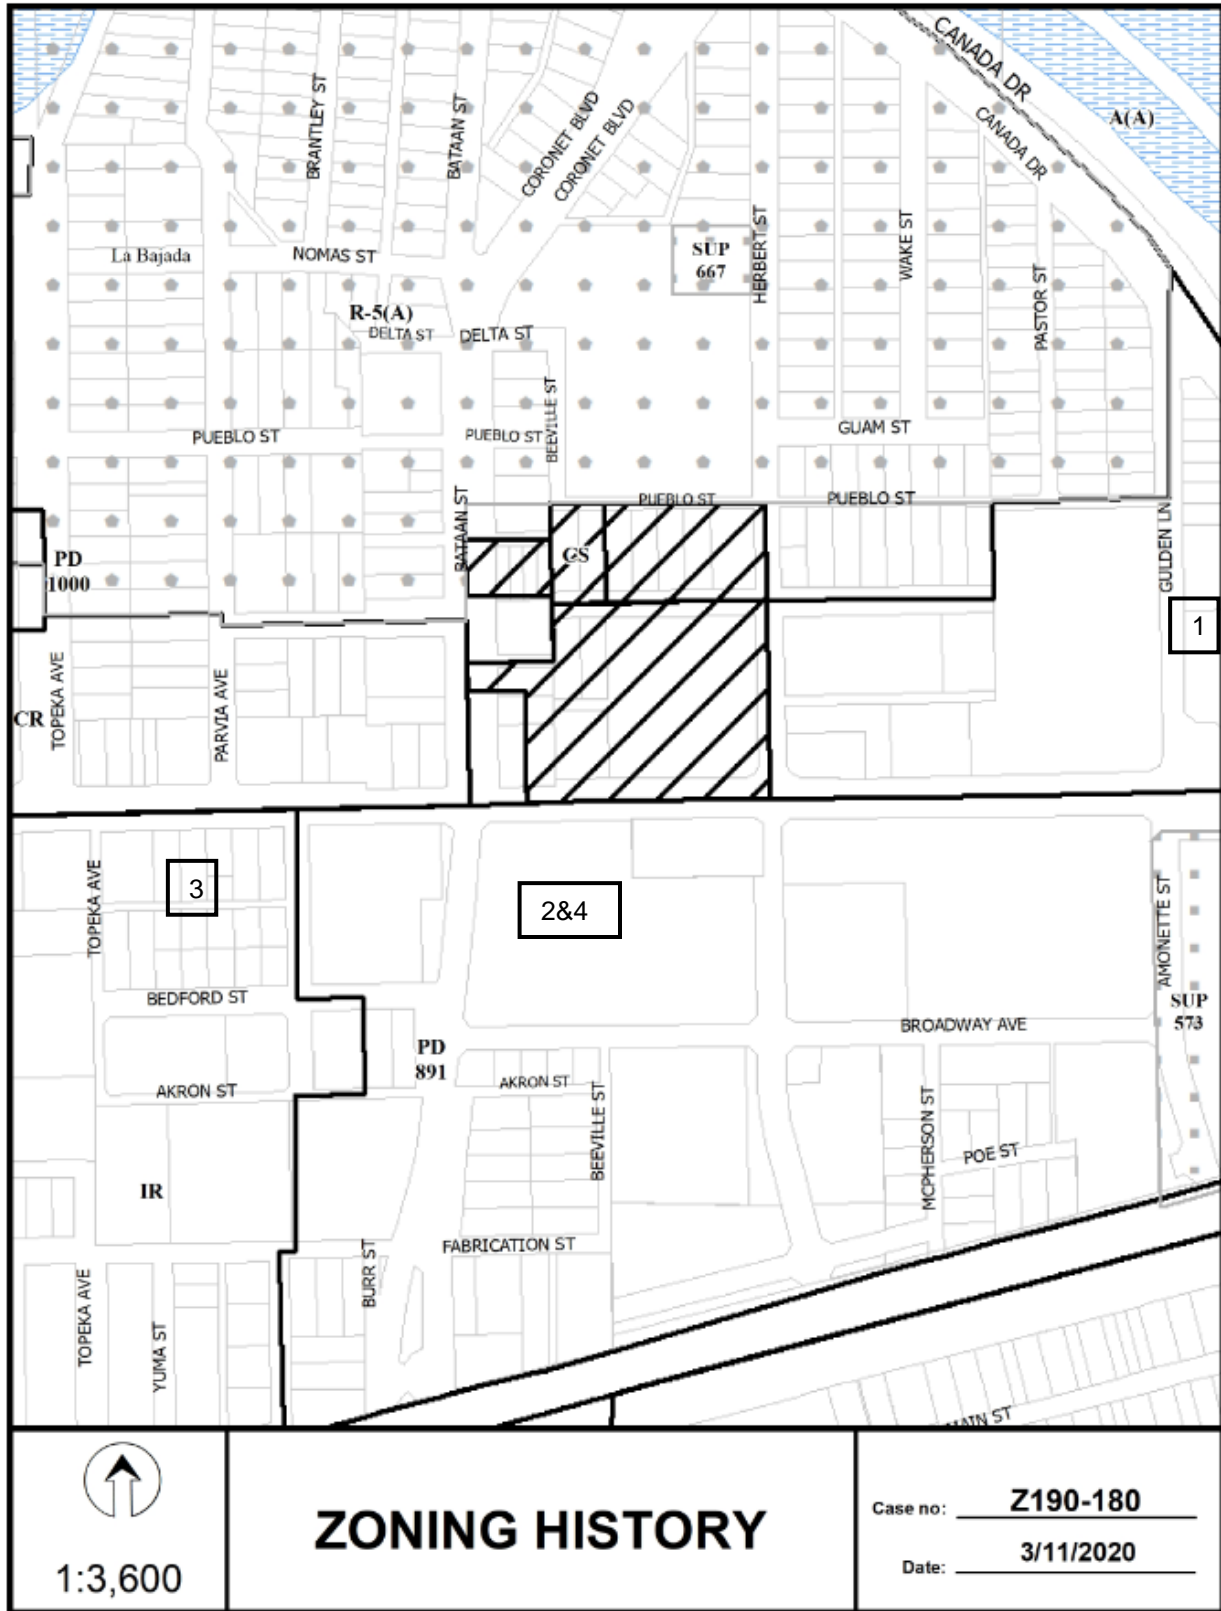 CANADA DR
A(A)
CANADA DR
BRANTLEY ST
BATAAN ST
CORONET BLVD
CORONET BLVD
La Bajada
NOMAS ST
SUP
667
HERBERT ST
WAKE ST
PASTOR ST
R-5(A)
DELTA ST
DELTA ST
BEEVILLE ST
PUEBLO ST
PUEBLO ST
GUAM ST
PUEBLO ST
PUEBLO ST
BATAAN ST
CS
GULDEN LN
PD
1000
1
TOPEKA AVE
PARVIA AVE
CR
TOPEKA AVE
3
2&4
AMONETTE ST
SUP
573
BEDFORD ST
BROADWAY AVE
PD
891
AKRON ST
AKRON ST
BEEVILLE ST
MCPHERSON ST
POE ST
IR
FABRICATION ST
BURR ST
TOPEKA AVE
YUMA ST
MAIN ST
1:3,600
ZONING HISTORY
Case no: Z190-180
Date: 3/11/2020